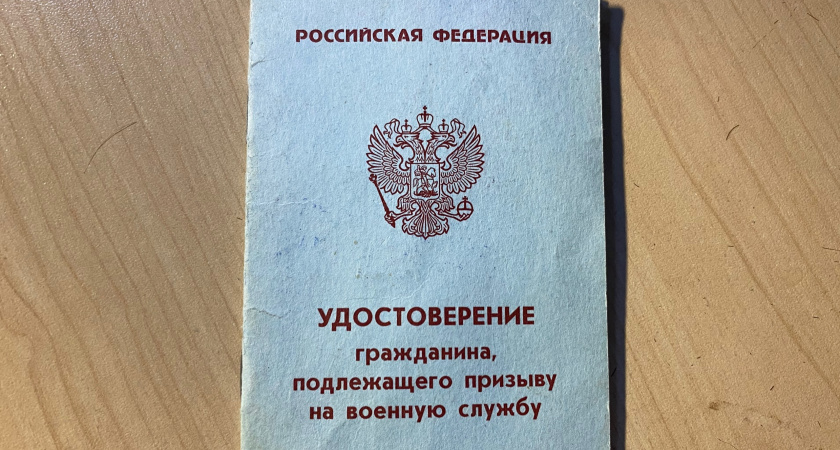 РОССИЙСКАЯ ФЕДЕРАЦИЯ
УДОСТОВЕРЕНИЕ
гражданина,
подлежащего призыву
на военную службу